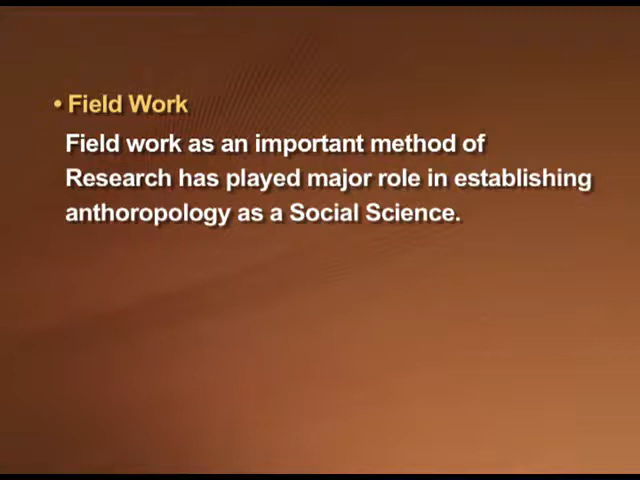 • Field Work
Field work as an important method of
Research has played major role in establishing
anthoropology as a Social Science.